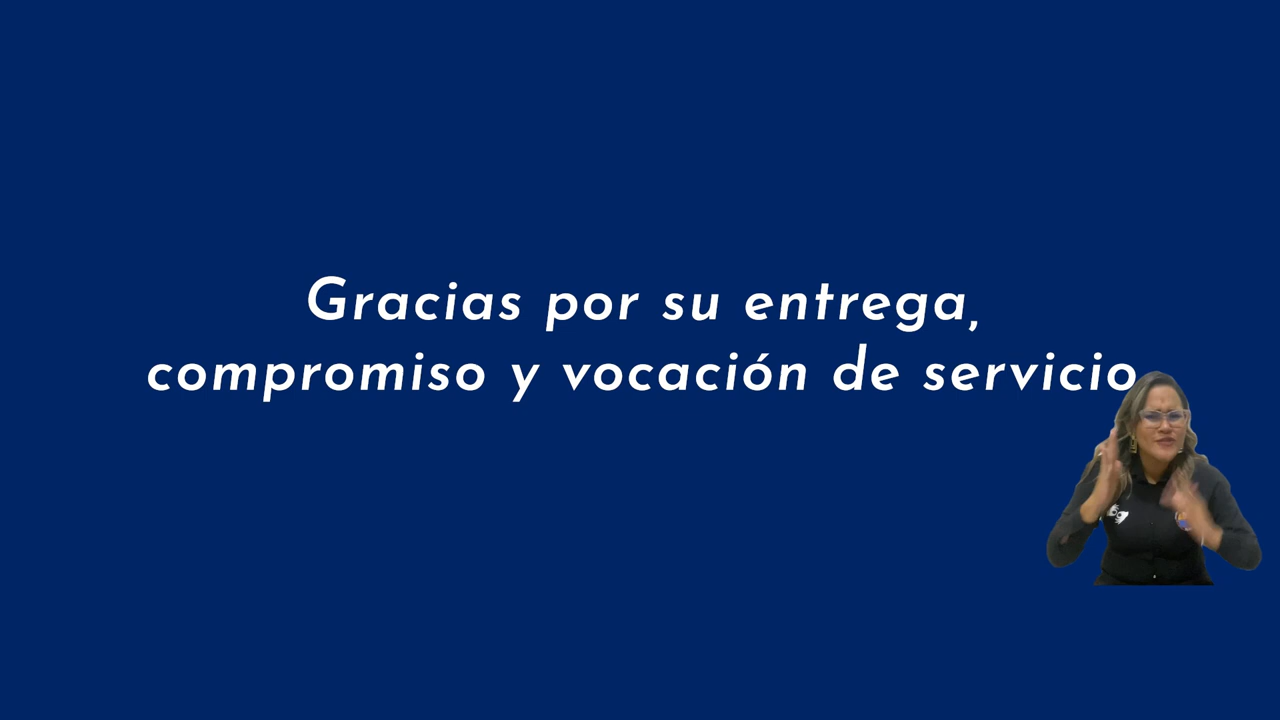 Gracias por su entrega,
compromiso y vocación de servicio